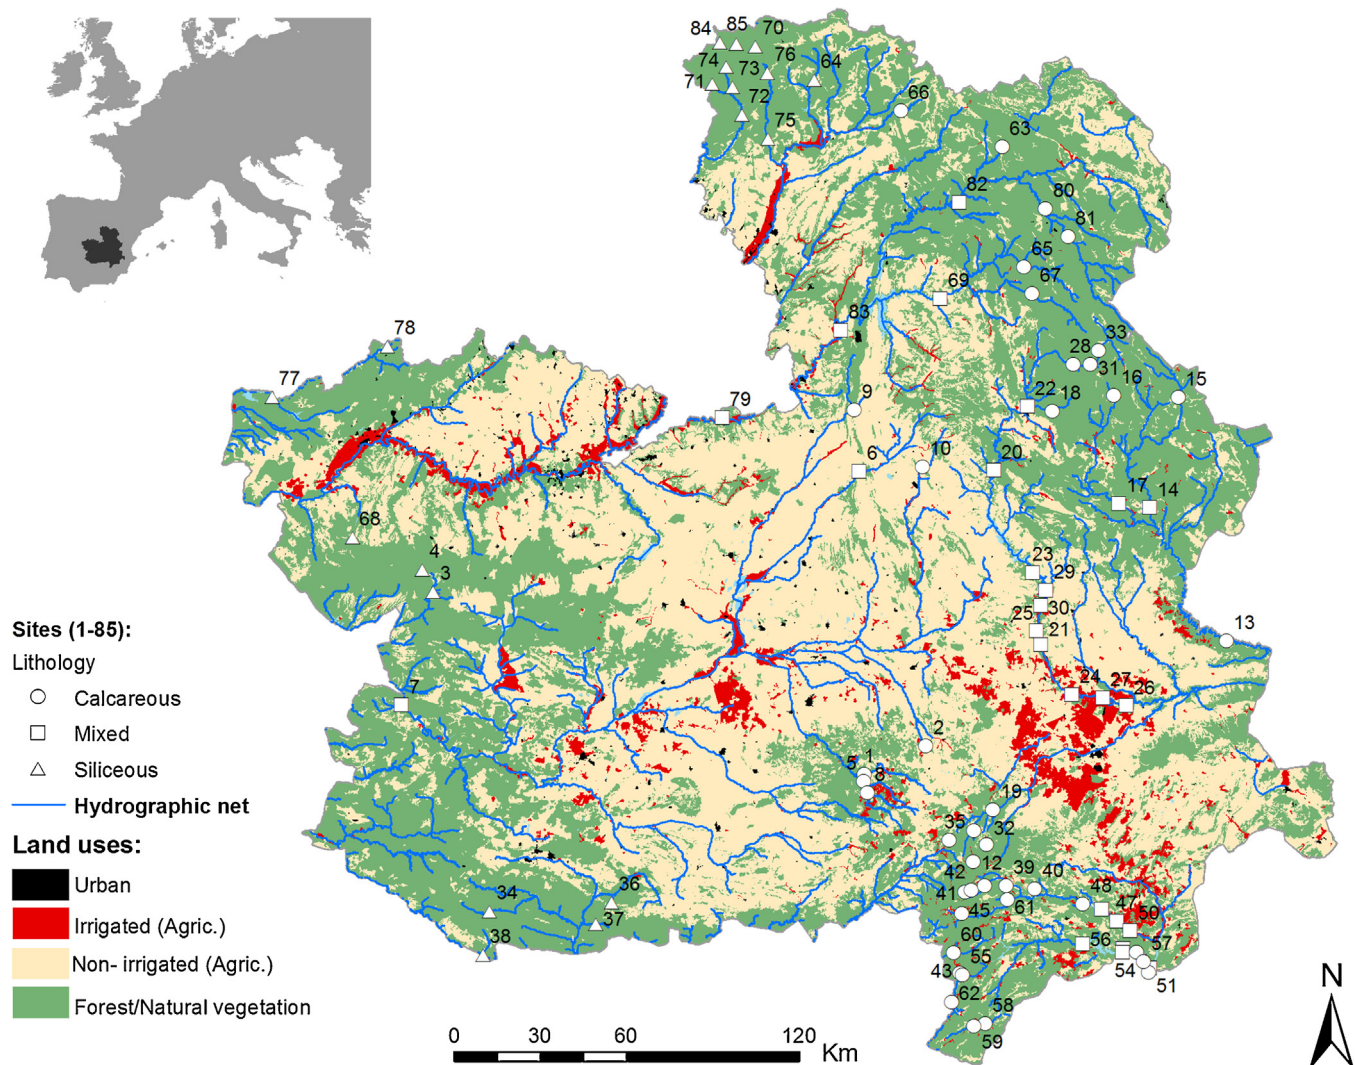 84 85 70
74 73 76 64
71 72
66
75
63
82 80
81
65
67
69
83
78
33
28
31 16 15
77
22 18
79
9
10
6 20
17 14
68
4
3
23 29
30
25
21
13
Sites (1-85):
Lithology
Calcareous
Mixed
Siliceous
Hydrographic net
Land uses:
Urban
Irrigated (Agric.)
Non- irrigated (Agric.)
Forest/Natural vegetation
7
24 27 26
2
1
5 8
19
35 32
12
42 39 40
41
45 61
48 47
50
34 36
37
38
60
56 57
55
54
43
51
62 58
59
0 30 60 120
Km
N